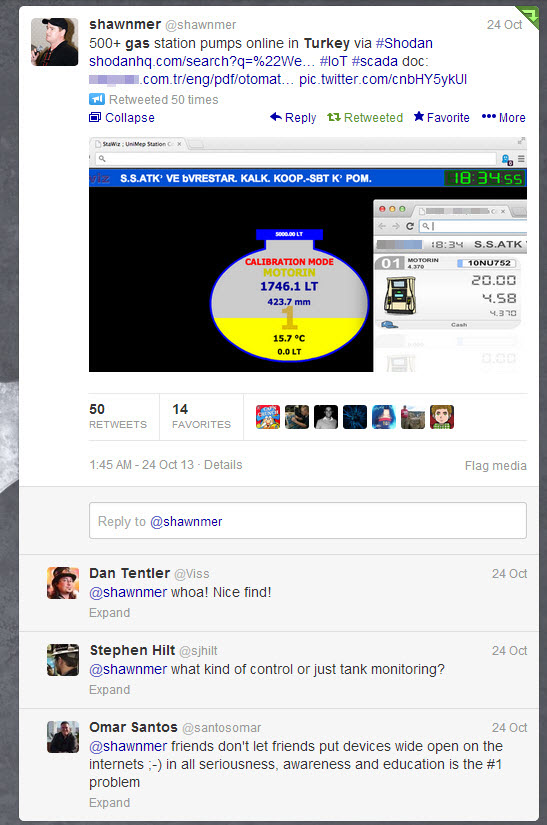 shawnmer @shawnmer 24 Oct
500+ gas station pumps online in Turkey via #Shodan
shodanhq.com/search?q=%22We… #IoT #scada doc:
.com.tr/eng/pdf/otomat… pic.twitter.com/cnbHY5ykUI
Retweeted 50 times
Collapse Reply Retweeted Favorite More
StaWiz ; UniMep Station C
S.S.ATK' VE bVRESTAR. KALK. KOOP.-SBT K' POM. 18:34:55
5000.00 LT
CALIBRATION MODE
MOTORIN
1746.1 LT
423.7 mm
1
15.7 °C
0.0 LT
18:34 S.S.ATK
01 MOTORIN 10NU752
4.370
20.00
4.58
4.370
Cash
50 14
RETWEETS FAVORITES
1:45 AM - 24 Oct 13 · Details Flag media
Reply to @shawnmer
Dan Tentler @Viss 24 Oct
@shawnmer whoa! Nice find!
Expand
Stephen Hilt @sjhilt 24 Oct
@shawnmer what kind of control or just tank monitoring?
Expand
Omar Santos @santosomar 24 Oct
@shawnmer friends don't let friends put devices wide open on the
internets ;-) in all seriousness, awareness and education is the #1
problem
Expand